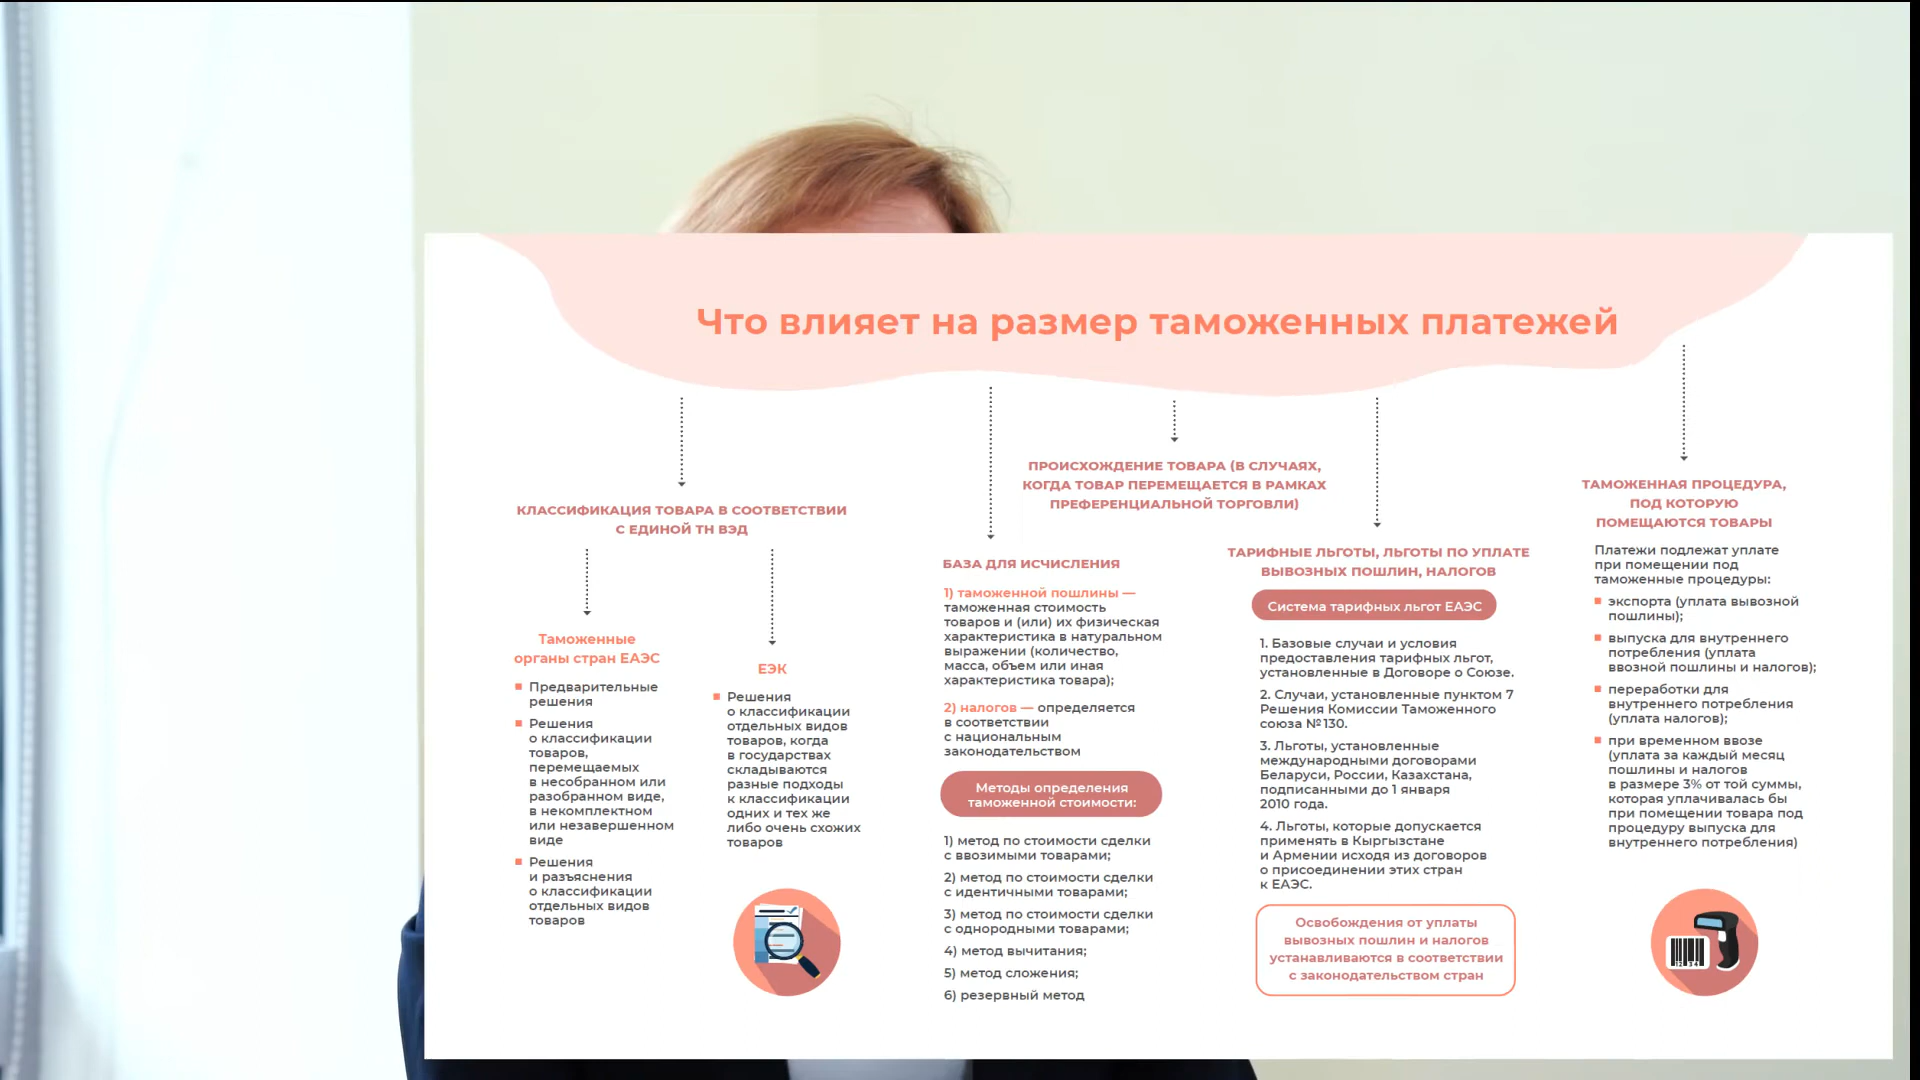 Что влияет на размер таможенных платежей
КЛАССИФИКАЦИЯ ТОВАРА В СООТВЕТСТВИИ
С ЕДИНОЙ ТН ВЭД
Таможенные
органы стран ЕАЭС
Предварительные
решения
Решения
о классификации
товаров,
перемещаемых
в несобранном или
разобранном виде,
в некомплектном
или незавершенном
виде
Решения
и разъяснения
о классификации
отдельных видов
товаров
ЕЭК
Решения
о классификации
отдельных видов
товаров, когда
в государствах
складываются
разные подходы
к классификации
одних и тех же
либо очень схожих
товаров
БАЗА ДЛЯ ИСЧИСЛЕНИЯ
1) таможенной пошлины —
таможенная стоимость
товаров и (или) их физическая
характеристика в натуральном
выражении (количество,
масса, объем или иная
характеристика товара);
2) налогов — определяется
в соответствии
с национальным
законодательством
Методы определения
таможенной стоимости:
1) метод по стоимости сделки
с ввозимыми товарами;
2) метод по стоимости сделки
с идентичными товарами;
3) метод по стоимости сделки
с однородными товарами;
4) метод вычитания;
5) метод сложения;
6) резервный метод
ПРОИСХОЖДЕНИЕ ТОВАРА (В СЛУЧАЯХ,
КОГДА ТОВАР ПЕРЕМЕЩАЕТСЯ В РАМКАХ
ПРЕФЕРЕНЦИАЛЬНОЙ ТОРГОВЛИ)
ТАРИФНЫЕ ЛЬГОТЫ, ЛЬГОТЫ ПО УПЛАТЕ
ВЫВОЗНЫХ ПОШЛИН, НАЛОГОВ
Система тарифных льгот ЕАЭС
1. Базовые случаи и условия
предоставления тарифных льгот,
установленные в Договоре о Союзе.
2. Случаи, установленные пунктом 7
Решения Комиссии Таможенного
союза №130.
3. Льготы, установленные
международными договорами
Беларуси, России, Казахстана,
подписанными до 1 января
2010 года.
4. Льготы, которые допускается
применять в Кыргызстане
и Армении исходя из договоров
о присоединении этих стран
к ЕАЭС.
Освобождения от уплаты
вывозных пошлин и налогов
устанавливаются в соответствии
с законодательством стран
ТАМОЖЕННАЯ ПРОЦЕДУРА,
ПОД КОТОРУЮ
ПОМЕЩАЮТСЯ ТОВАРЫ
Платежи подлежат уплате
при помещении под
таможенные процедуры:
экспорта (уплата вывозной
пошлины);
выпуска для внутреннего
потребления (уплата
ввозной пошлины и налогов);
переработки для
внутреннего потребления
(уплата налогов);
при временном ввозе
(уплата за каждый месяц
пошлины и налогов
в размере 3% от той суммы,
которая уплачивалась бы
при помещении товара под
процедуру выпуска для
внутреннего потребления)